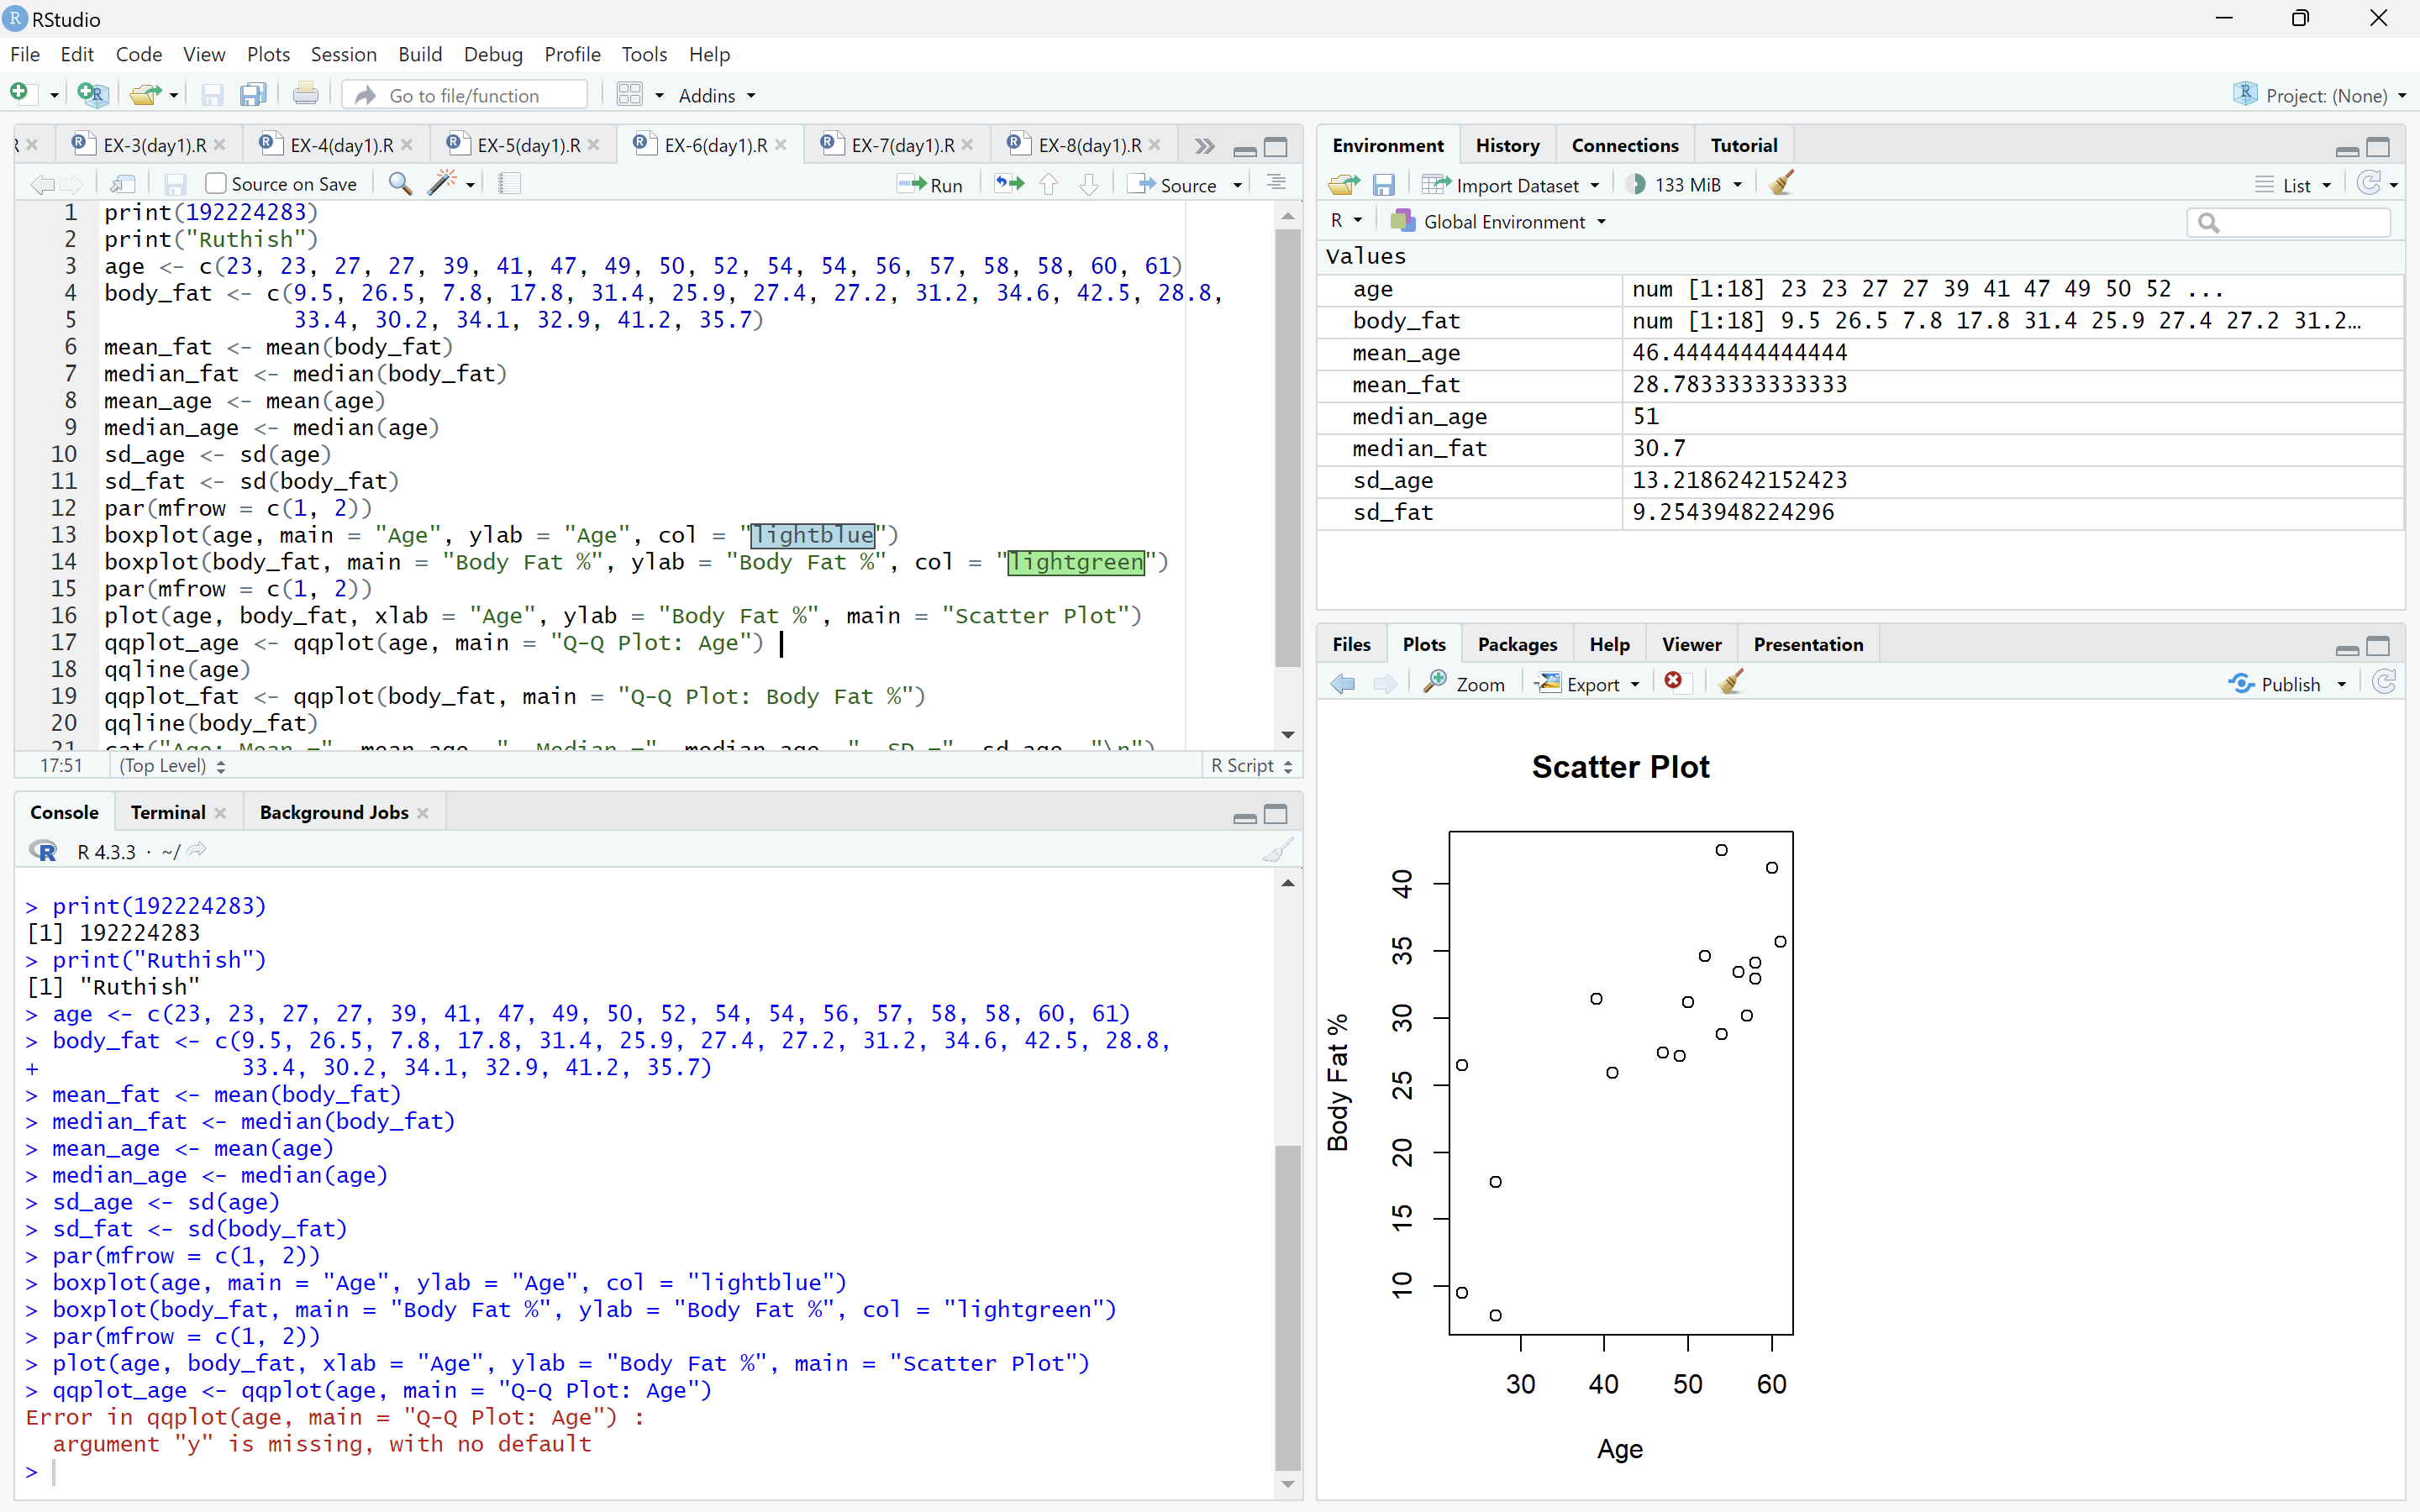 RStudio
File Edit Code View Plots Session Build Debug Profile Tools Help
Go to file/function Addins Project: (None)
R EX-3(day1).R EX-4(day1).R EX-5(day1).R EX-6(day1).R EX-7(day1).R EX-8(day1).R
Source on Save Run Source
1 print(192224283)
2 print("Ruthish")
3 age <- c(23, 23, 27, 27, 39, 41, 47, 49, 50, 52, 54, 54, 56, 57, 58, 58, 60, 61)
4 body_fat <- c(9.5, 26.5, 7.8, 17.8, 31.4, 25.9, 27.4, 27.2, 31.2, 34.6, 42.5, 28.8,
5 33.4, 30.2, 34.1, 32.9, 41.2, 35.7)
6 mean_fat <- mean(body_fat)
7 median_fat <- median(body_fat)
8 mean_age <- mean(age)
9 median_age <- median(age)
10 sd_age <- sd(age)
11 sd_fat <- sd(body_fat)
12 par(mfrow = c(1, 2))
13 boxplot(age, main = "Age", ylab = "Age", col = "lightblue")
14 boxplot(body_fat, main = "Body Fat %", ylab = "Body Fat %", col = "lightgreen")
15 par(mfrow = c(1, 2))
16 plot(age, body_fat, xlab = "Age", ylab = "Body Fat %", main = "Scatter Plot")
17 qqplot_age <- qqplot(age, main = "Q-Q Plot: Age")
18 qqline(age)
19 qqplot_fat <- qqplot(body_fat, main = "Q-Q Plot: Body Fat %")
20 qqline(body_fat)
21 cat("Age: Mean =", mean_age, ", Median =", median_age, ", SD =", sd_age, "\n")
17:51 (Top Level) R Script
Console Terminal Background Jobs
R 4.3.3 · ~/
> print(192224283)
[1] 192224283
> print("Ruthish")
[1] "Ruthish"
> age <- c(23, 23, 27, 27, 39, 41, 47, 49, 50, 52, 54, 54, 56, 57, 58, 58, 60, 61)
> body_fat <- c(9.5, 26.5, 7.8, 17.8, 31.4, 25.9, 27.4, 27.2, 31.2, 34.6, 42.5, 28.8,
+ 33.4, 30.2, 34.1, 32.9, 41.2, 35.7)
> mean_fat <- mean(body_fat)
> median_fat <- median(body_fat)
> mean_age <- mean(age)
> median_age <- median(age)
> sd_age <- sd(age)
> sd_fat <- sd(body_fat)
> par(mfrow = c(1, 2))
> boxplot(age, main = "Age", ylab = "Age", col = "lightblue")
> boxplot(body_fat, main = "Body Fat %", ylab = "Body Fat %", col = "lightgreen")
> par(mfrow = c(1, 2))
> plot(age, body_fat, xlab = "Age", ylab = "Body Fat %", main = "Scatter Plot")
> qqplot_age <- qqplot(age, main = "Q-Q Plot: Age")
Error in qqplot(age, main = "Q-Q Plot: Age") :
argument "y" is missing, with no default
>
Environment History Connections Tutorial
Import Dataset 133 MiB List
R Global Environment
Values
age num [1:18] 23 23 27 27 39 41 47 49 50 52 ...
body_fat num [1:18] 9.5 26.5 7.8 17.8 31.4 25.9 27.4 27.2 31.2…
mean_age 46.4444444444444
mean_fat 28.7833333333333
median_age 51
median_fat 30.7
sd_age 13.2186242152423
sd_fat 9.2543948224296
Files Plots Packages Help Viewer Presentation
Zoom Export Publish
Scatter Plot
Body Fat %
40
35
30
25
20
15
10
30 40 50 60
Age